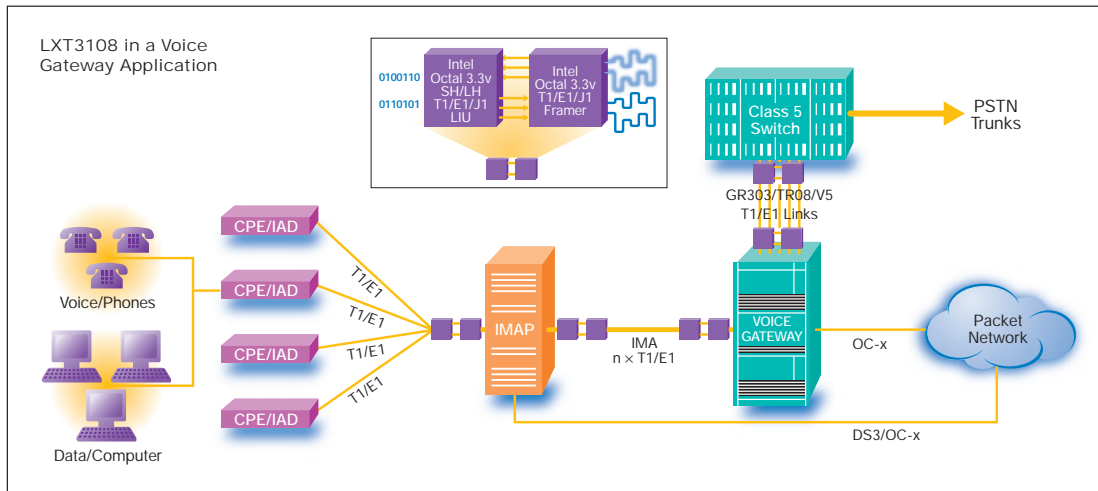 LXT3108 in a Voice
Gateway Application
0100110
0110101
Intel
Octal 3.3v
SH/LH
T1/E1/J1
LIU
Intel
Octal 3.3v
T1/E1/J1
Framer
Class 5
Switch
PSTN
Trunks
GR303/TR08/V5
T1/E1 Links
Voice/Phones
Data/Computer
CPE/IAD
CPE/IAD
CPE/IAD
CPE/IAD
T1/E1
T1/E1
T1/E1
T1/E1
IMAP
IMA
n × T1/E1
VOICE
GATEWAY
OC-x
Packet
Network
DS3/OC-x